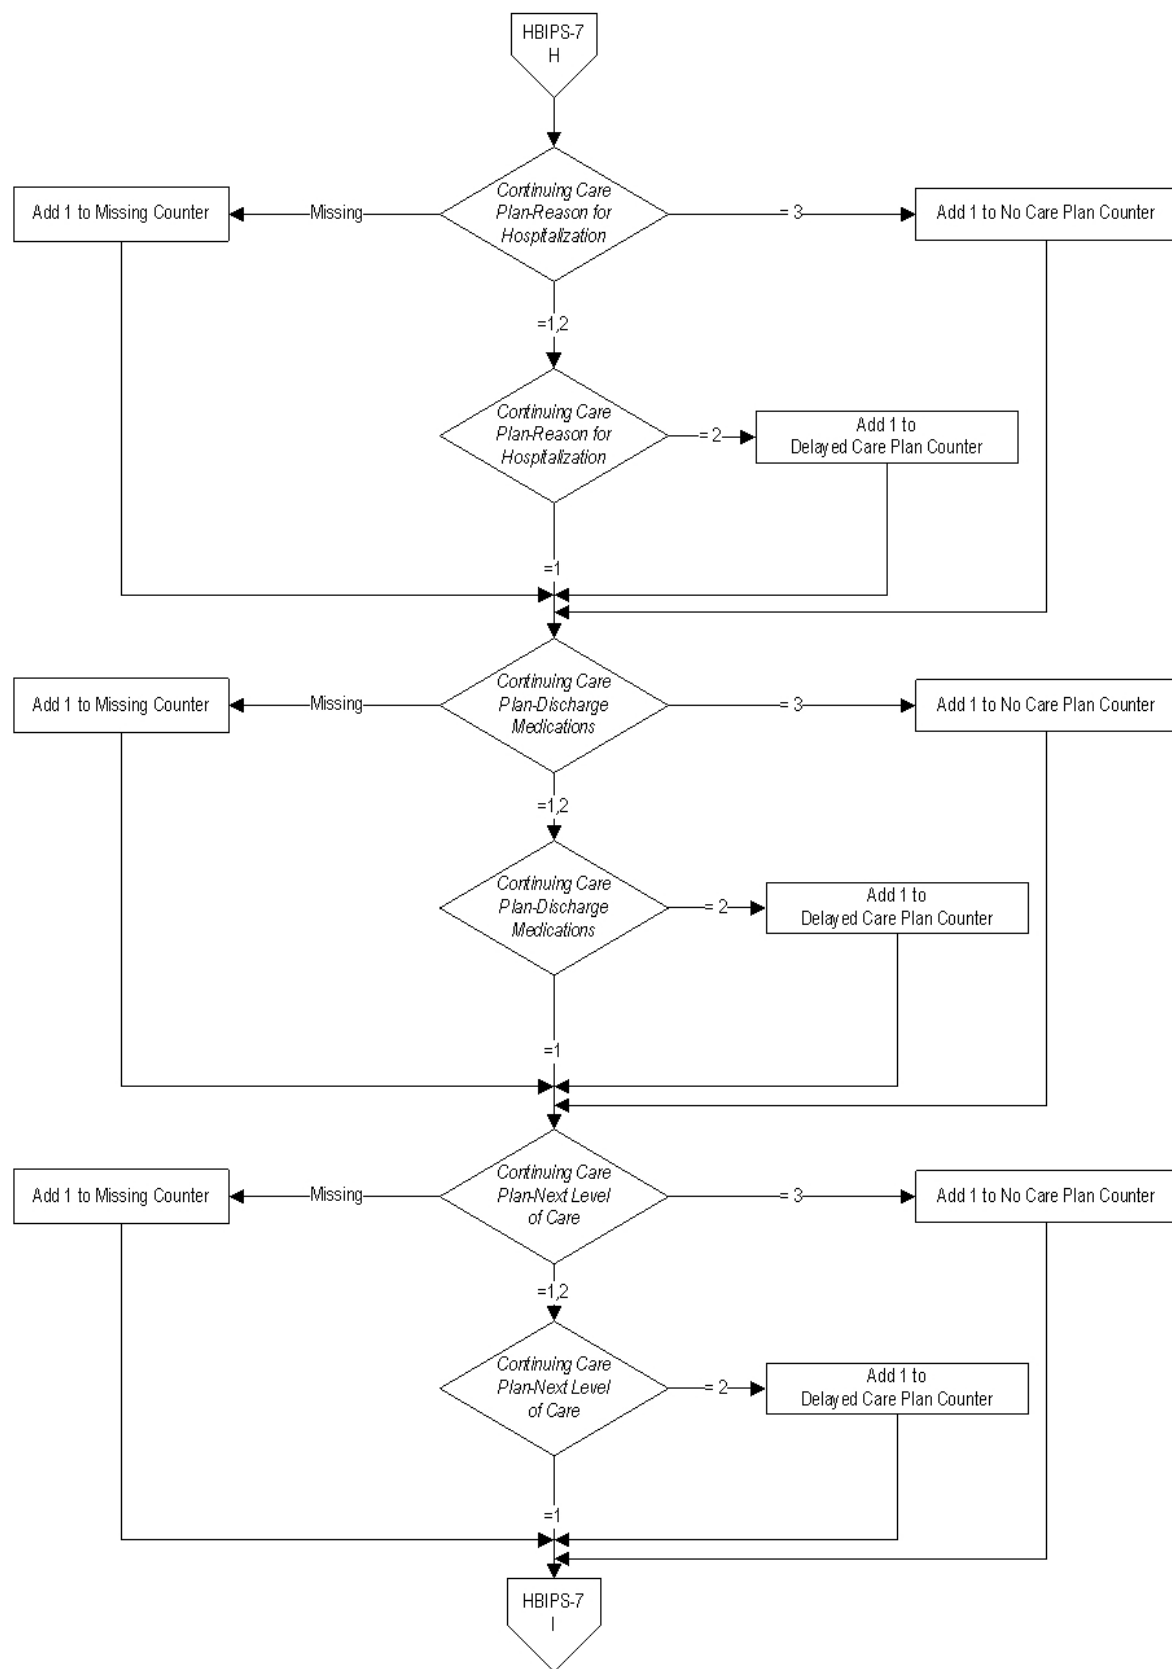 HBIPS-7
H
Continuing Care
Plan-Reason for
Hospitalization
Add 1 to Missing Counter
Missing
= 3
Add 1 to No Care Plan Counter
=1,2
Continuing Care
Plan-Reason for
Hospitalization
= 2
Add 1 to
Delayed Care Plan Counter
=1
Continuing Care
Plan-Discharge
Medications
Add 1 to Missing Counter
Missing
= 3
Add 1 to No Care Plan Counter
=1,2
Continuing Care
Plan-Discharge
Medications
= 2
Add 1 to
Delayed Care Plan Counter
=1
Continuing Care
Plan-Next Level
of Care
Add 1 to Missing Counter
Missing
= 3
Add 1 to No Care Plan Counter
=1,2
Continuing Care
Plan-Next Level
of Care
= 2
Add 1 to
Delayed Care Plan Counter
=1
HBIPS-7
I